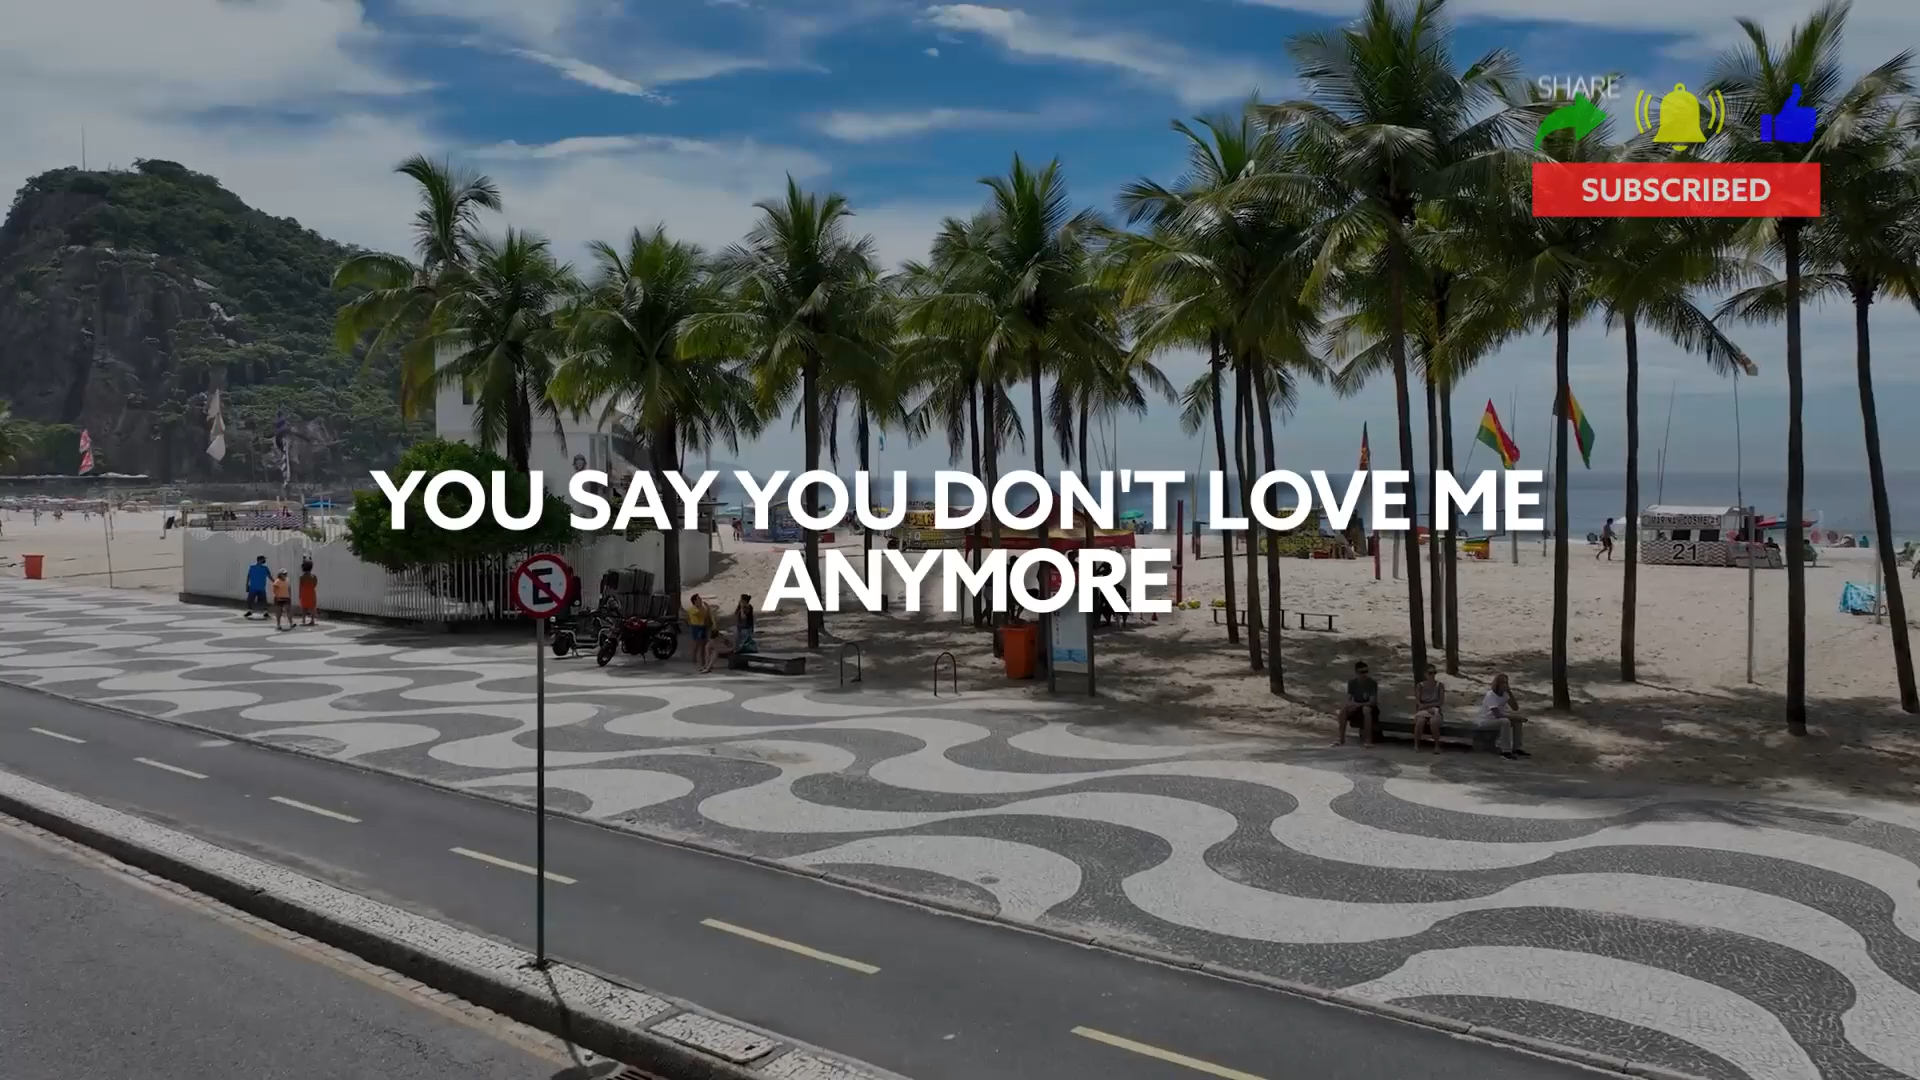 SHARE
SUBSCRIBED
YOU SAY YOU DON'T LOVE ME
ANYMORE
E
21